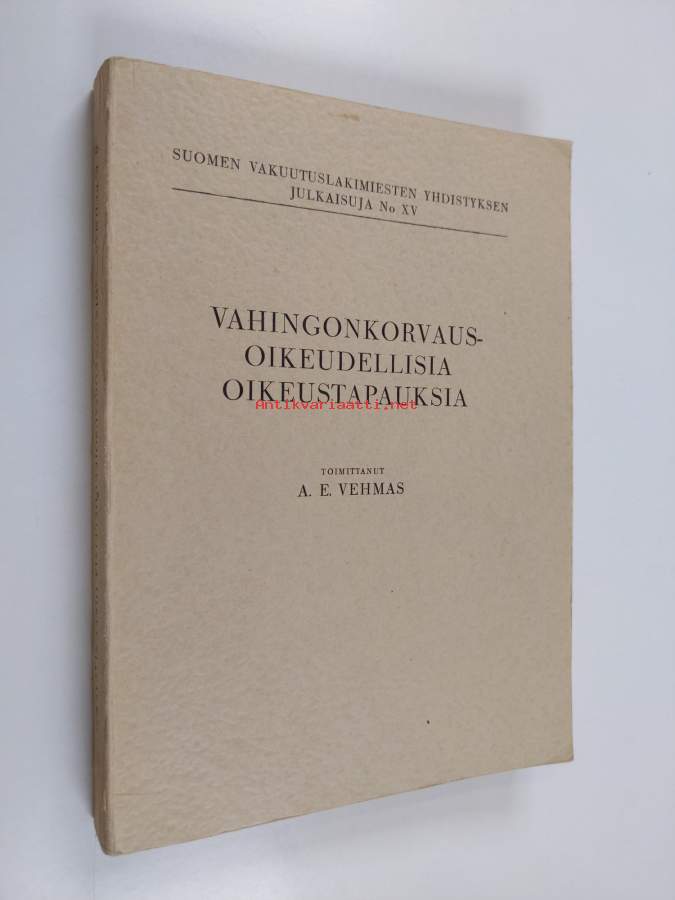 SUOMEN VAKUUTUSLAKIMIESTEN YHDISTYKSEN
JULKAISUJA No XV
VAHINGONKORVAUS-
OIKEUDELLISIA
OIKEUSTAPAUKSIA
Antikvariaatti.net
TOIMITTANUT
A. E. VEHMAS